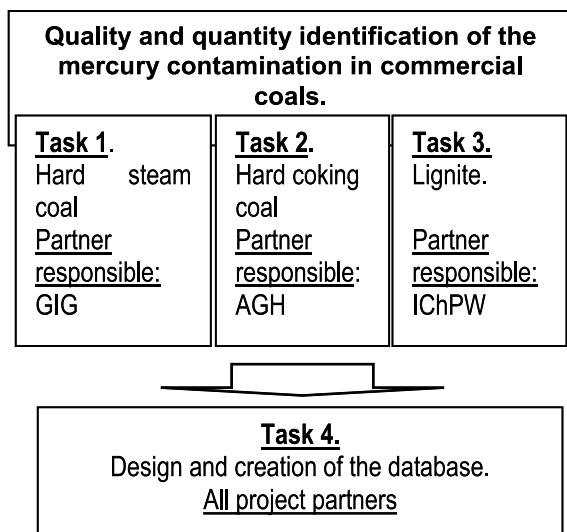 Quality and quantity identification of the
mercury contamination in commercial
coals.
Task 1.
Hard steam
coal
Partner
responsible:
GIG
Task 2.
Hard coking
coal
Partner
responsible:
AGH
Task 3.
Lignite.
Partner
responsible:
IChPW
Task 4.
Design and creation of the database.
All project partners